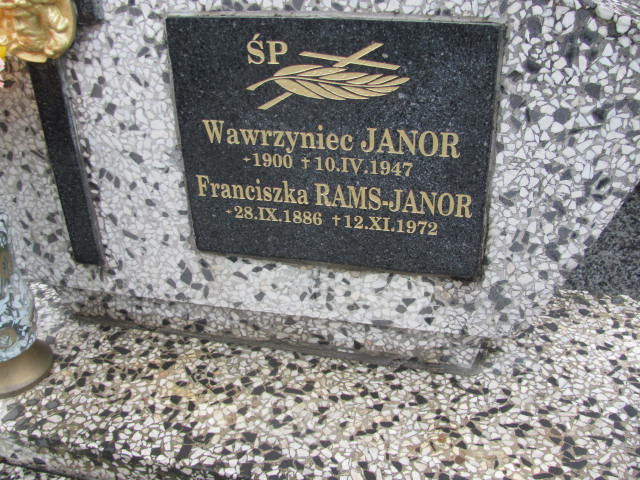 ŚP
Wawrzyniec JANOR
*1900 †10.IV.1947
Franciszka RAMS-JANOR
*28.IX.1886 †12.XI.1972